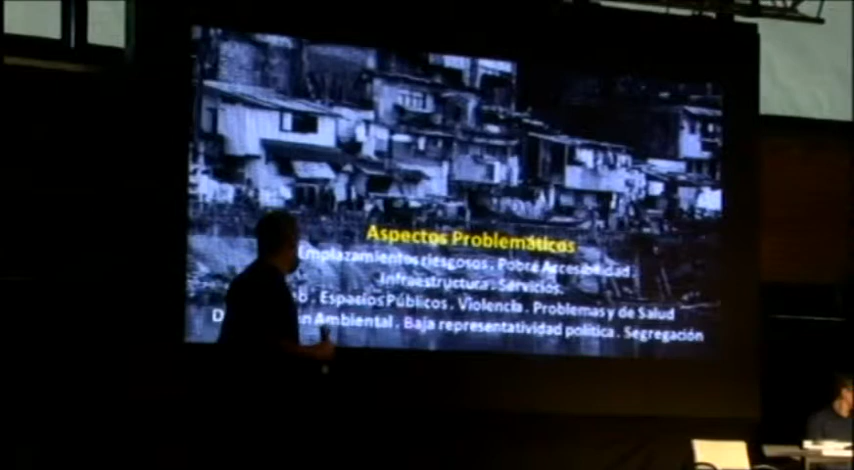 Aspectos Problemáticos
Emplazamientos riesgosos . Pobre Accesibilidad .
Infraestructura . Servicios .
. Espacios Públicos . Violencia . Problemas y de Salud
Ambiental . Baja representatividad política . Segregación